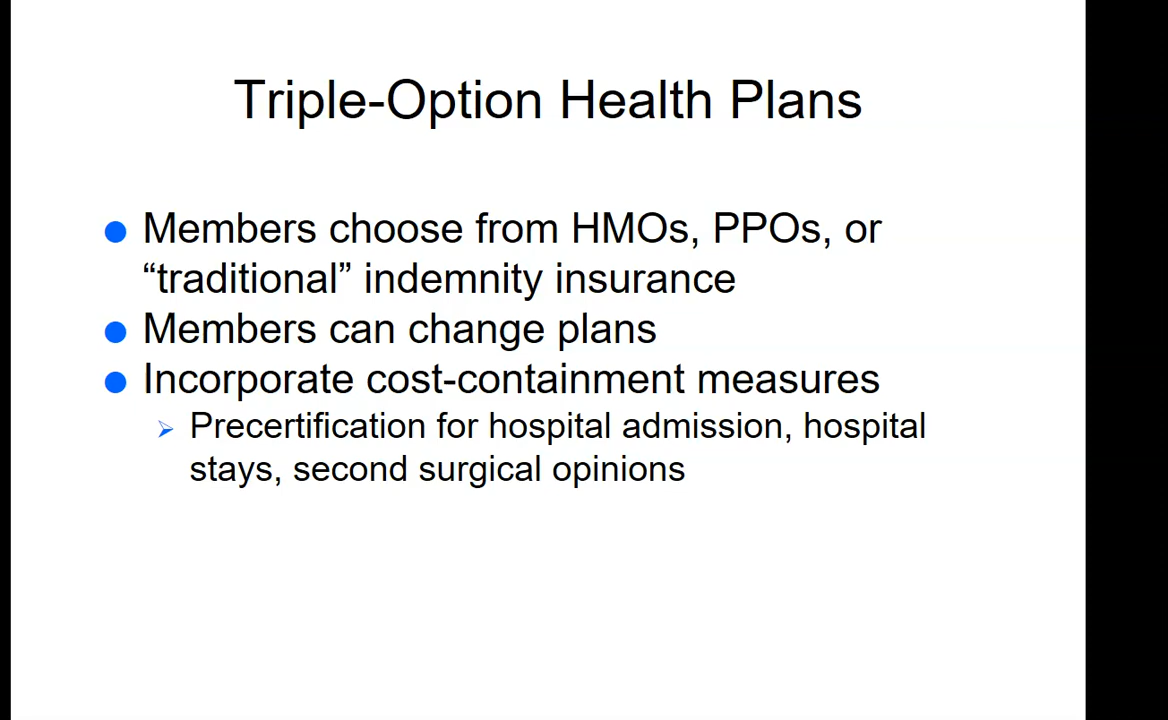 Triple-Option Health Plans
Members choose from HMOs, PPOs, or
“traditional” indemnity insurance
Members can change plans
Incorporate cost-containment measures
Precertification for hospital admission, hospital
stays, second surgical opinions